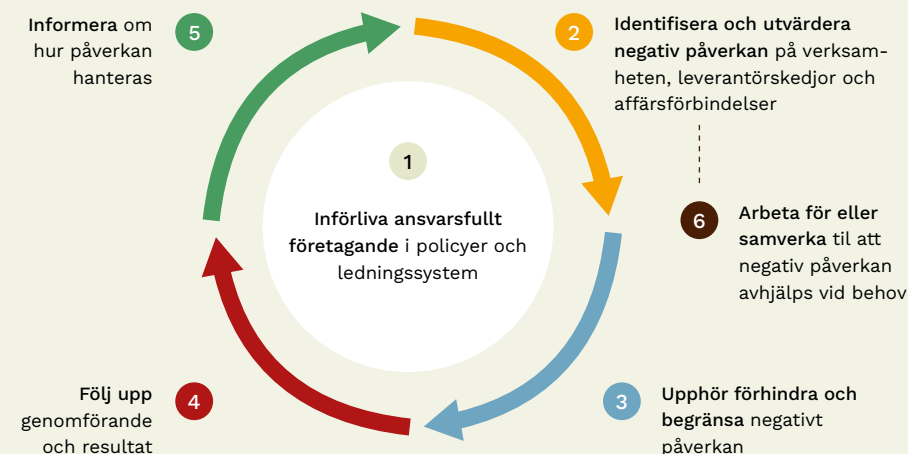 1
Införliva ansvarsfullt
företagande i policyer och
ledningssystem
2
Identifisera och utvärdera
negativ påverkan på verksam-
heten, leverantörskedjor och
affärsförbindelser
3
Upphör förhindra och
begränsa negativt
påverkan
4
Följ upp
genomförande
och resultat
5
Informera om
hur påverkan
hanteras
6
Arbeta för eller
samverka til att
negativ påverkan
avhjälps vid behov